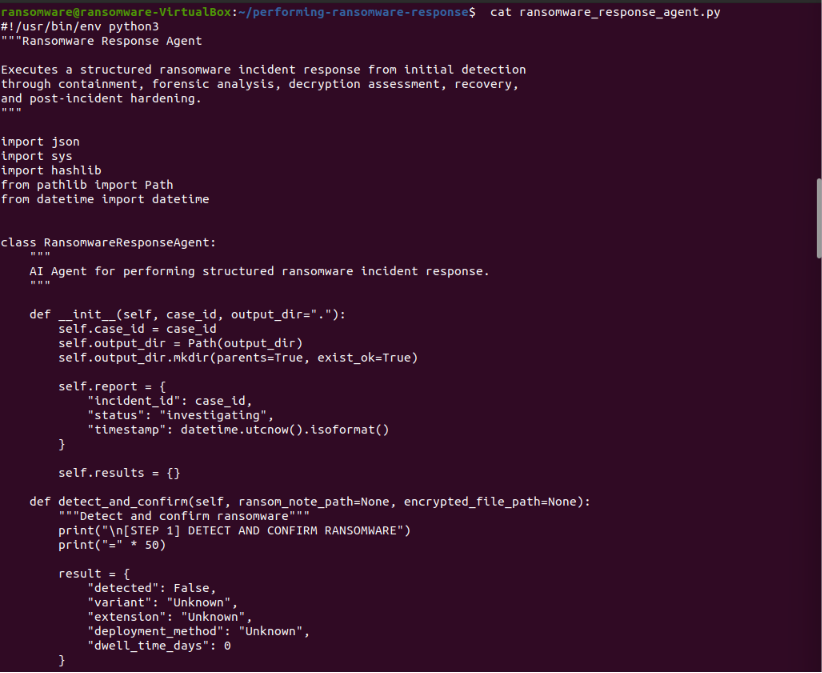 ransomware@ransomware-VirtualBox:~/performing-ransomware-response$  cat ransomware_response_agent.py
#!/usr/bin/env python3
"""Ransomware Response Agent

Executes a structured ransomware incident response from initial detection
through containment, forensic analysis, decryption assessment, recovery,
and post-incident hardening.
"""

import json
import sys
import hashlib
from pathlib import Path
from datetime import datetime


class RansomwareResponseAgent:
    """
    AI Agent for performing structured ransomware incident response.
    """

    def __init__(self, case_id, output_dir="."):
        self.case_id = case_id
        self.output_dir = Path(output_dir)
        self.output_dir.mkdir(parents=True, exist_ok=True)

        self.report = {
            "incident_id": case_id,
            "status": "investigating",
            "timestamp": datetime.utcnow().isoformat()
        }

        self.results = {}

    def detect_and_confirm(self, ransom_note_path=None, encrypted_file_path=None):
        """Detect and confirm ransomware"""
        print("\n[STEP 1] DETECT AND CONFIRM RANSOMWARE")
        print("=" * 50)

        result = {
            "detected": False,
            "variant": "Unknown",
            "extension": "Unknown",
            "deployment_method": "Unknown",
            "dwell_time_days": 0
        }